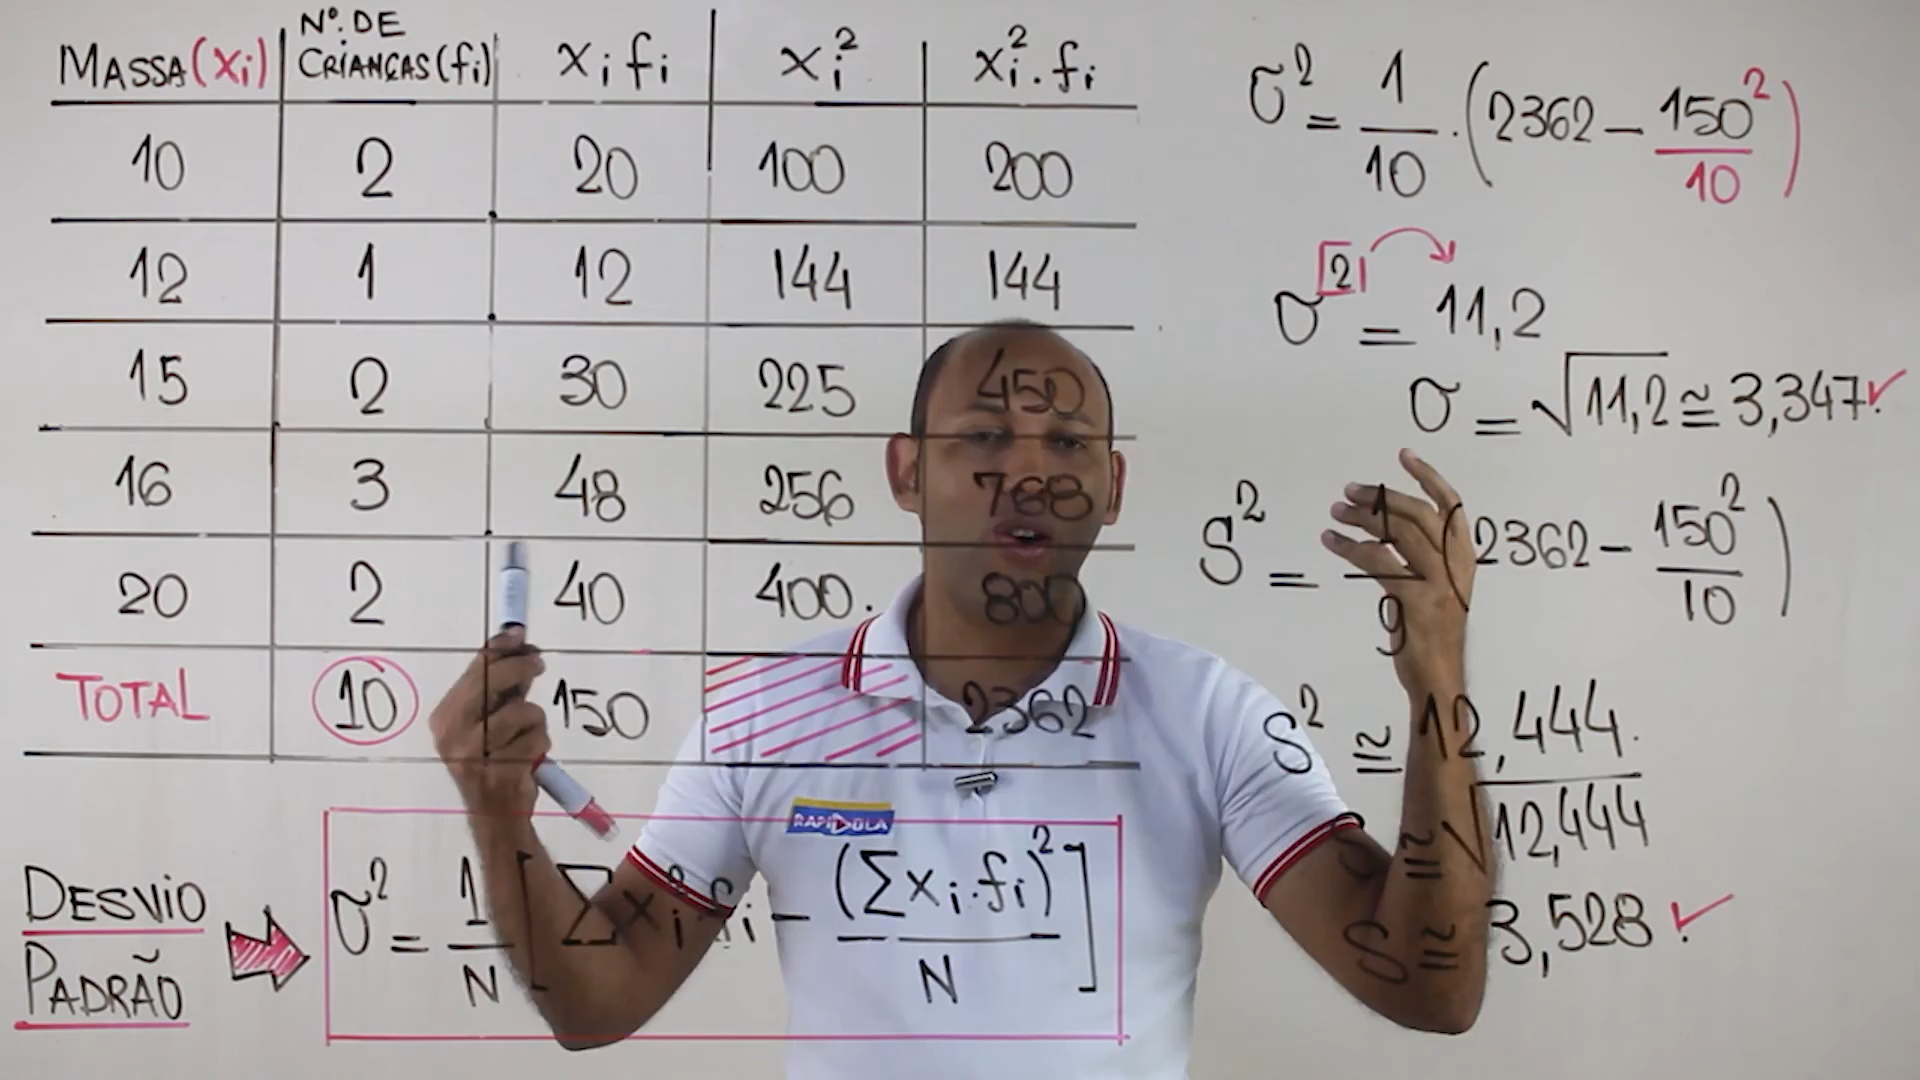 MASSA (xi) | Nº. DE CRIANÇAS (fi) | xi fi | xi² | xi² . fi
10 | 2 | 20 | 100 | 200
12 | 1 | 12 | 144 | 144
15 | 2 | 30 | 225 | 450
16 | 3 | 48 | 256 | 768
20 | 2 | 40 | 400. | 800
TOTAL | 10 | 150 | 2362
DESVIO
PADRÃO
σ² = 1/N [∑xi² fi - (∑xi.fi)²/N]
RAPIDOLA
σ² = 1/10 . (2362 - 150²/10)
σ² = 11,2
σ = √11,2 ≅ 3,347.
S² = 1/9 (2362 - 150²/10)
S² ≅ 12,444.
S ≅ √12,444
S ≅ 3,528.